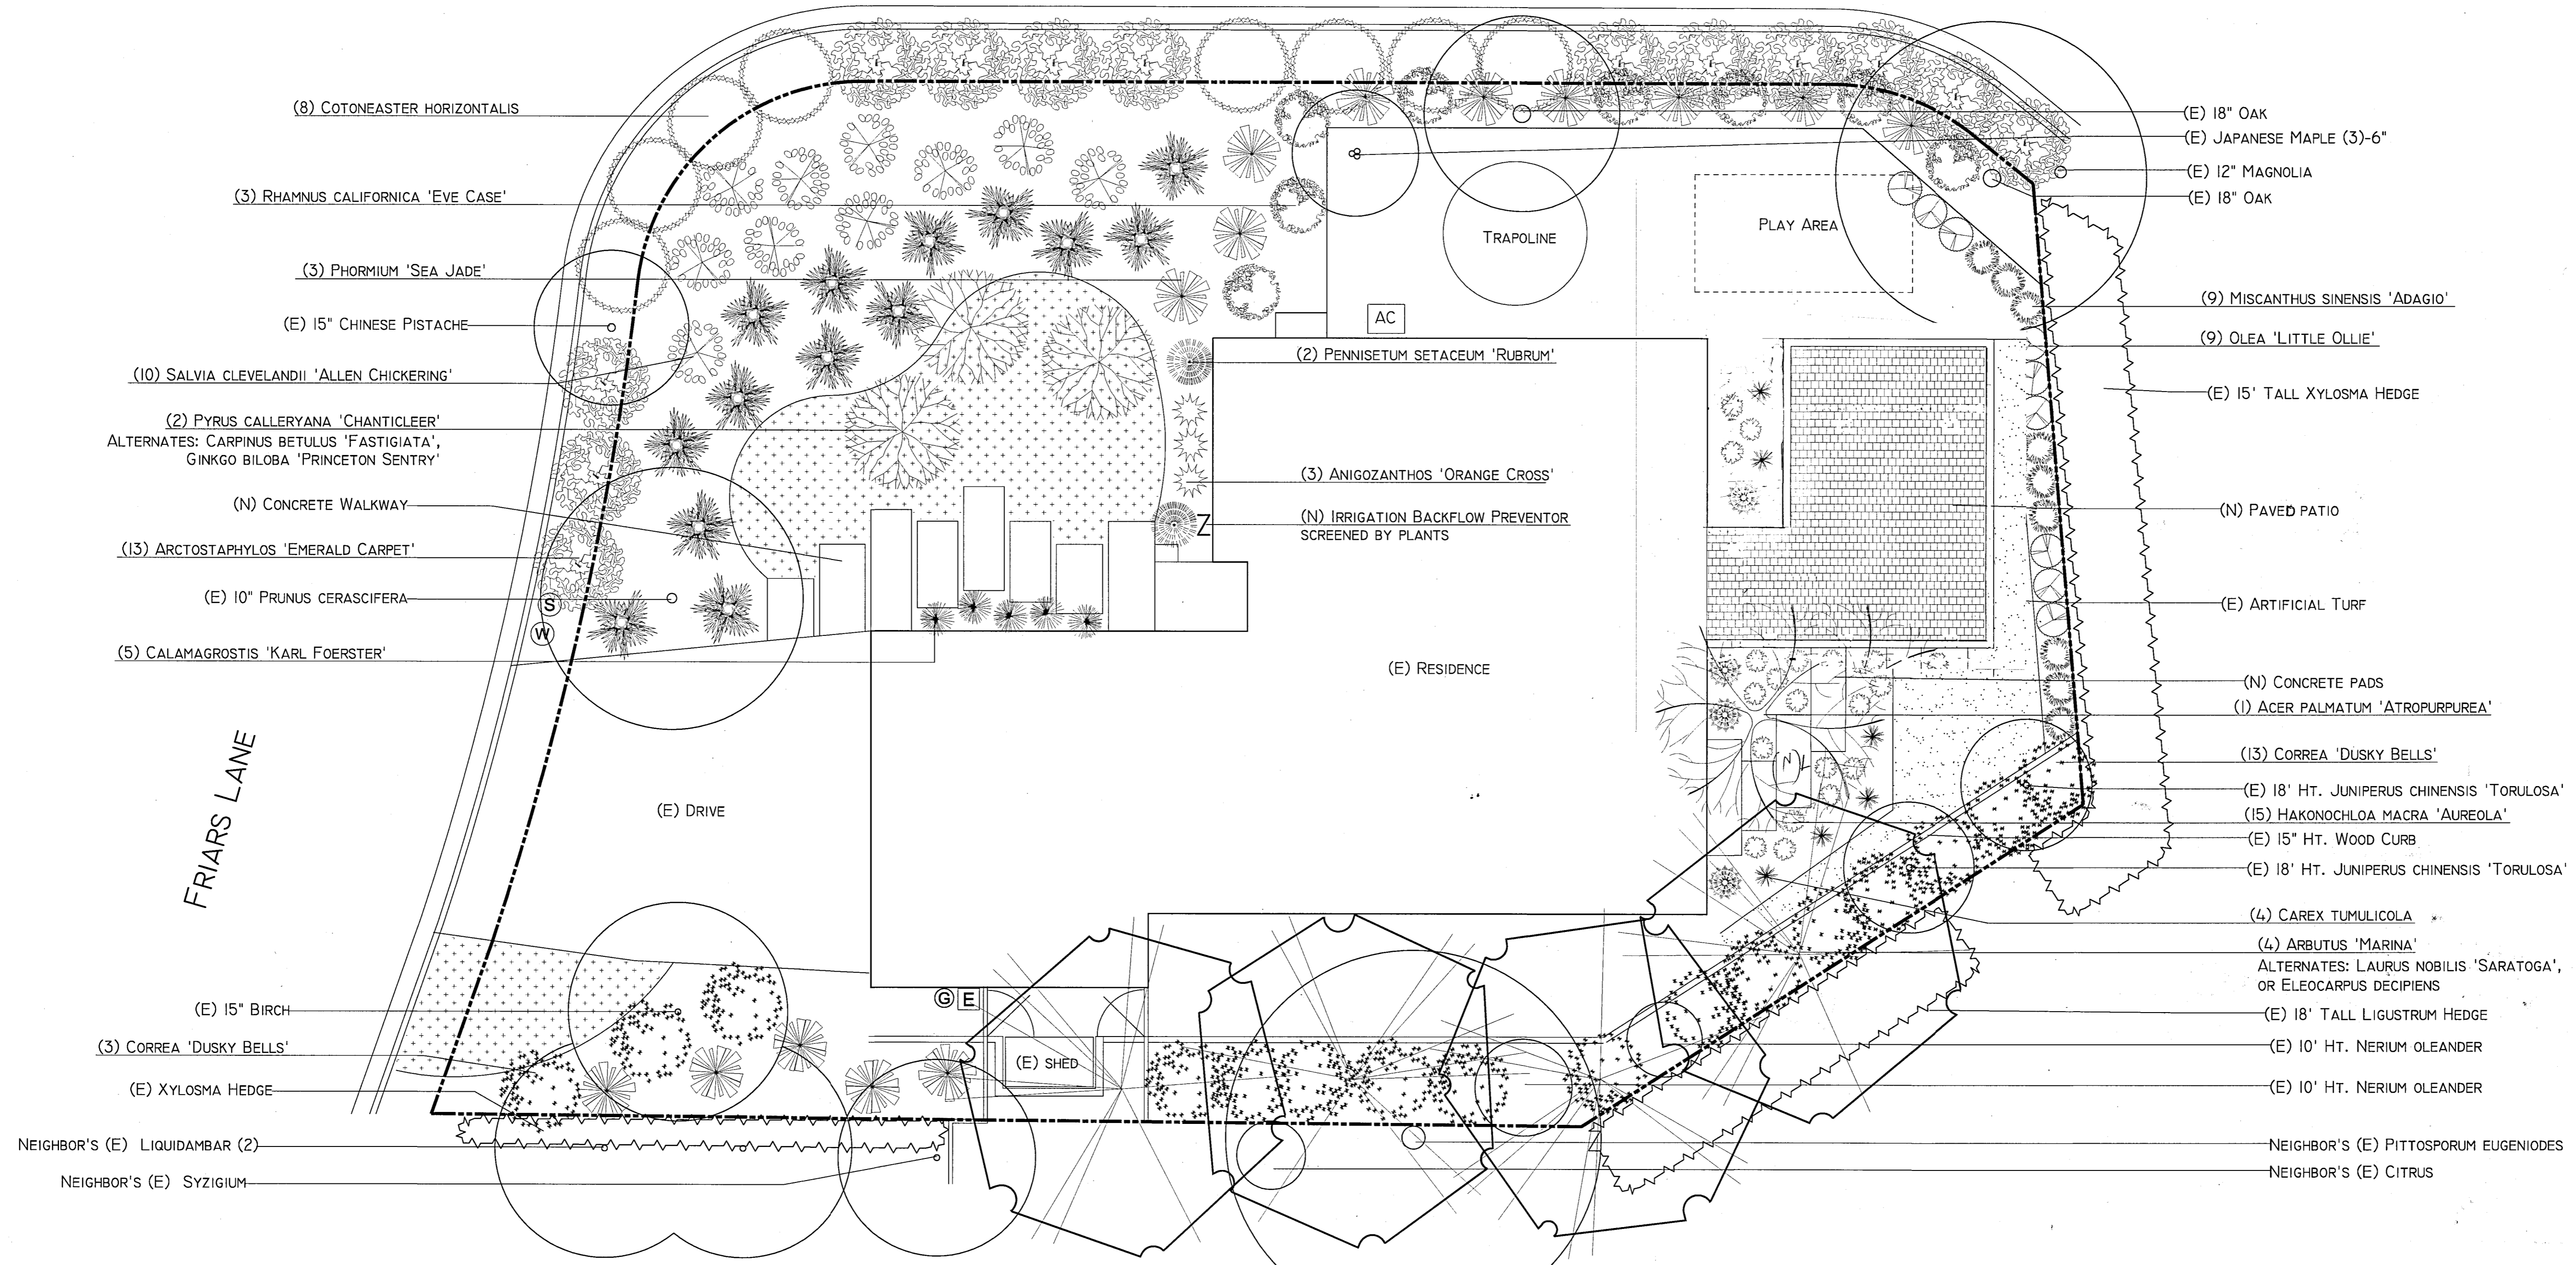 (8) COTONEASTER HORIZONTALIS
(3) RHAMNUS CALIFORNICA 'EVE CASE'
(3) PHORMIUM 'SEA JADE'
(E) 15" CHINESE PISTACHE
(10) SALVIA CLEVELANDII 'ALLEN CHICKERING'
(2) PYRUS CALLERYANA 'CHANTICLEER'
ALTERNATES: CARPINUS BETULUS 'FASTIGIATA',
GINKGO BILOBA 'PRINCETON SENTRY'
(N) CONCRETE WALKWAY
(13) ARCTOSTAPHYLOS 'EMERALD CARPET'
(E) 10" PRUNUS CERASCIFERA
(5) CALAMAGROSTIS 'KARL FOERSTER'
FRIARS LANE
(E) 15" BIRCH
(3) CORREA 'DUSKY BELLS'
(E) XYLOSMA HEDGE
NEIGHBOR'S (E) LIQUIDAMBAR (2)
NEIGHBOR'S (E) SYZIGIUM
S
W
(E) DRIVE
G
E
(E) SHED
TRAPOLINE
PLAY AREA
AC
(2) PENNISETUM SETACEUM 'RUBRUM'
(3) ANIGOZANTHOS 'ORANGE CROSS'
Z
(N) IRRIGATION BACKFLOW PREVENTOR
SCREENED BY PLANTS
(E) RESIDENCE
(E) 18" OAK
(E) JAPANESE MAPLE (3)-6"
(E) 12" MAGNOLIA
(E) 18" OAK
(9) MISCANTHUS SINENSIS 'ADAGIO'
(9) OLEA 'LITTLE OLLIE'
(E) 15' TALL XYLOSMA HEDGE
(N) PAVED PATIO
(E) ARTIFICIAL TURF
(N) CONCRETE PADS
(1) ACER PALMATUM 'ATROPURPUREA'
(13) CORREA 'DUSKY BELLS'
(E) 18' HT. JUNIPERUS CHINENSIS 'TORULOSA'
(15) HAKONOCHLOA MACRA 'AUREOLA'
(E) 15" HT. WOOD CURB
(E) 18' HT. JUNIPERUS CHINENSIS 'TORULOSA'
(4) CAREX TUMULICOLA
(4) ARBUTUS 'MARINA'
ALTERNATES: LAURUS NOBILIS 'SARATOGA',
OR ELEOCARPUS DECIPIENS
(E) 18' TALL LIGUSTRUM HEDGE
(E) 10' HT. NERIUM OLEANDER
(E) 10' HT. NERIUM OLEANDER
NEIGHBOR'S (E) PITTOSPORUM EUGENIODES
NEIGHBOR'S (E) CITRUS